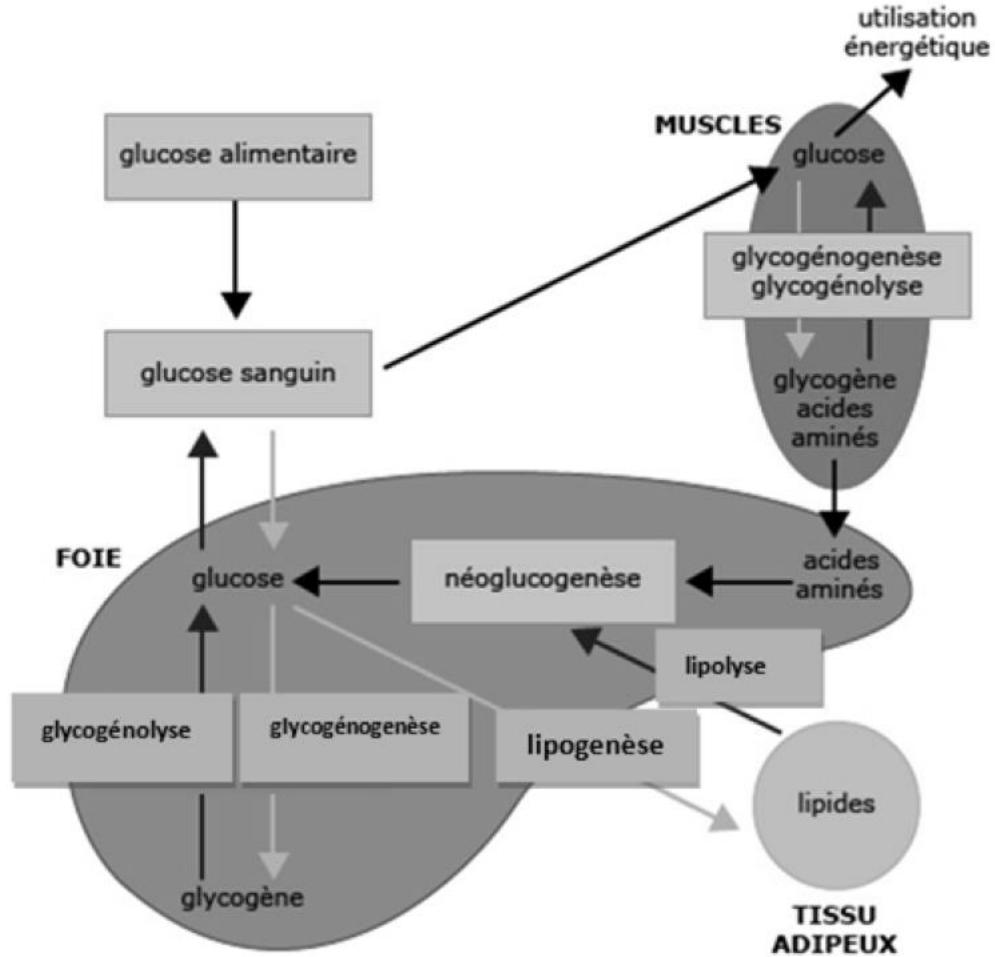 utilisation
énergétique
MUSCLES
glucose alimentaire
glucose
glycogénogenèse
glycogénolyse
glucose sanguin
glycogène
acides
aminés
FOIE
glucose
néoglucogenèse
acides
aminés
lipolyse
glycogénolyse
glycogénogenèse
lipogenèse
lipides
glycogène
TISSU
ADIPEUX